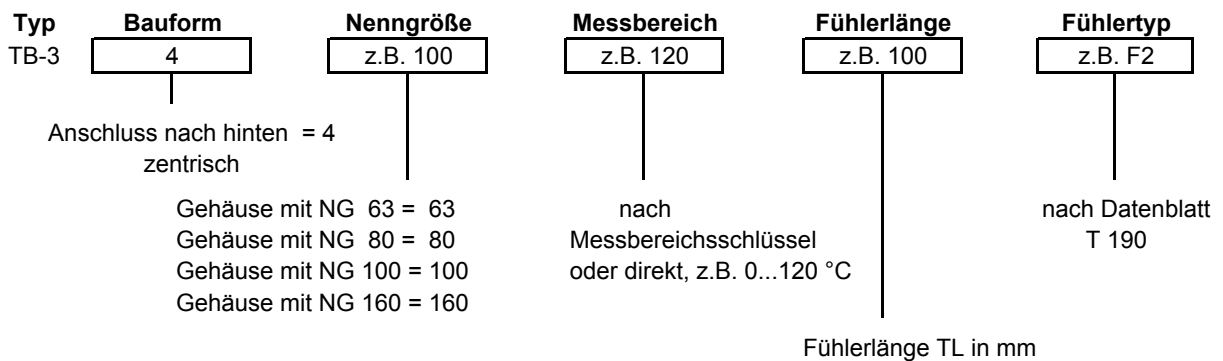 Typ Bauform Nenngröße Messbereich Fühlerlänge Fühlertyp
TB-3 4 z.B. 100 z.B. 120 z.B. 100 z.B. F2
Anschluss nach hinten = 4
zentrisch
Gehäuse mit NG 63 = 63 nach nach Datenblatt
Gehäuse mit NG 80 = 80 Messbereichsschlüssel T 190
Gehäuse mit NG 100 = 100 oder direkt, z.B. 0...120 °C
Gehäuse mit NG 160 = 160
Fühlerlänge TL in mm